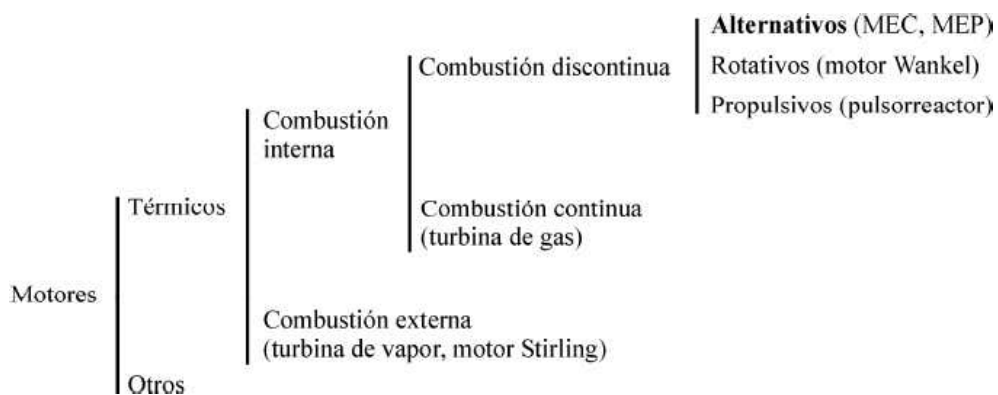 Alternativos (MEC, MEP)
Combustión discontinua
Rotativos (motor Wankel)
Propulsivos (pulsorreactor)
Combustión
interna
Térmicos
Combustión continua
(turbina de gas)
Motores
Combustión externa
(turbina de vapor, motor Stirling)
Otros